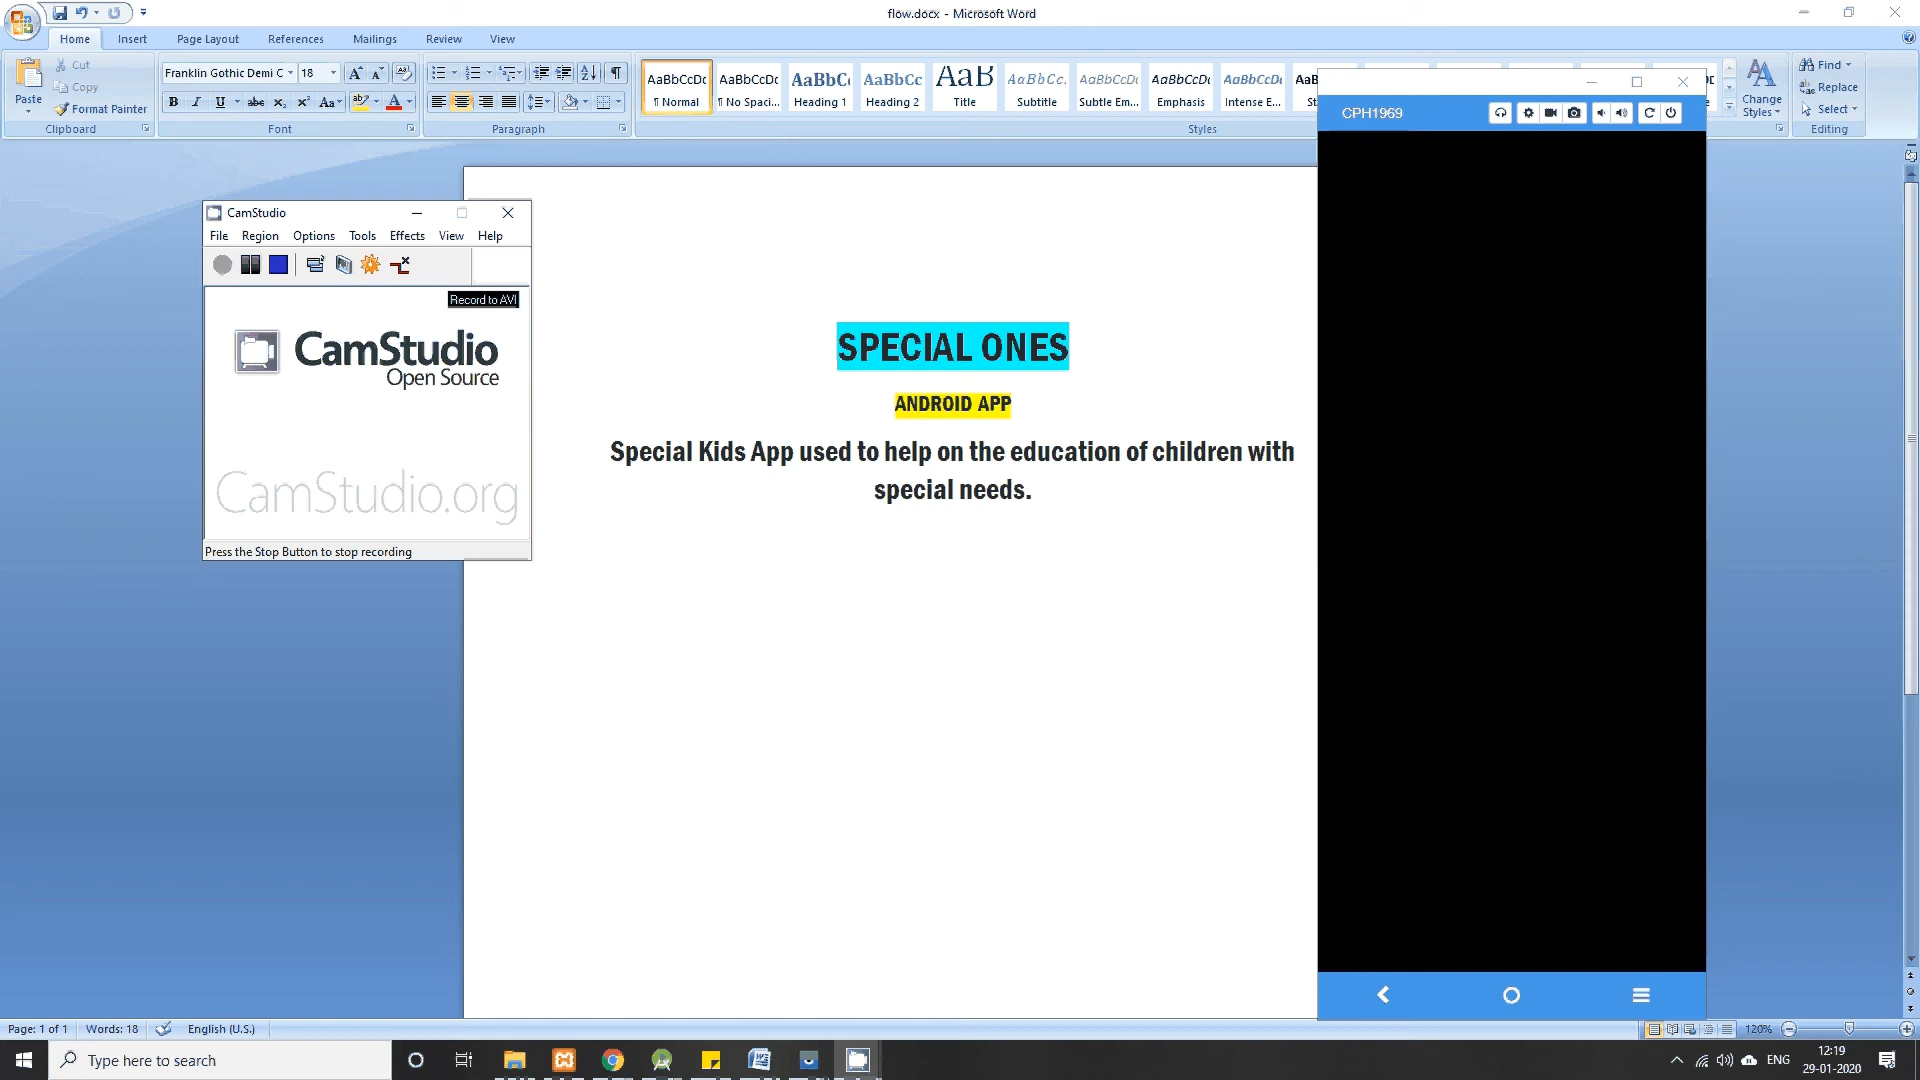 flow.docx - Microsoft Word
Home Insert Page Layout References Mailings Review View
Paste
Cut
Copy
Format Painter
Clipboard
Franklin Gothic Demi C 18
Font
Paragraph
AaBbCcDc AaBbCcDc AaBbC AaBbCc AaB AaBbCc. AaBbCcDc AaBbCcDc AaBbCcDc AaB
¶ Normal ¶ No Spaci... Heading 1 Heading 2 Title Subtitle Subtle Em... Emphasis Intense E...
Styles
Change
Styles
Find
Replace
Select
Editing
CPH1969
CamStudio
File Region Options Tools Effects View Help
Record to AVI
CamStudio
Open Source
CamStudio.org
Press the Stop Button to stop recording
SPECIAL ONES
ANDROID APP
Special Kids App used to help on the education of children with
special needs.
Page: 1 of 1 Words: 18 English (U.S.) 120%
Type here to search
ENG
12:19
29-01-2020